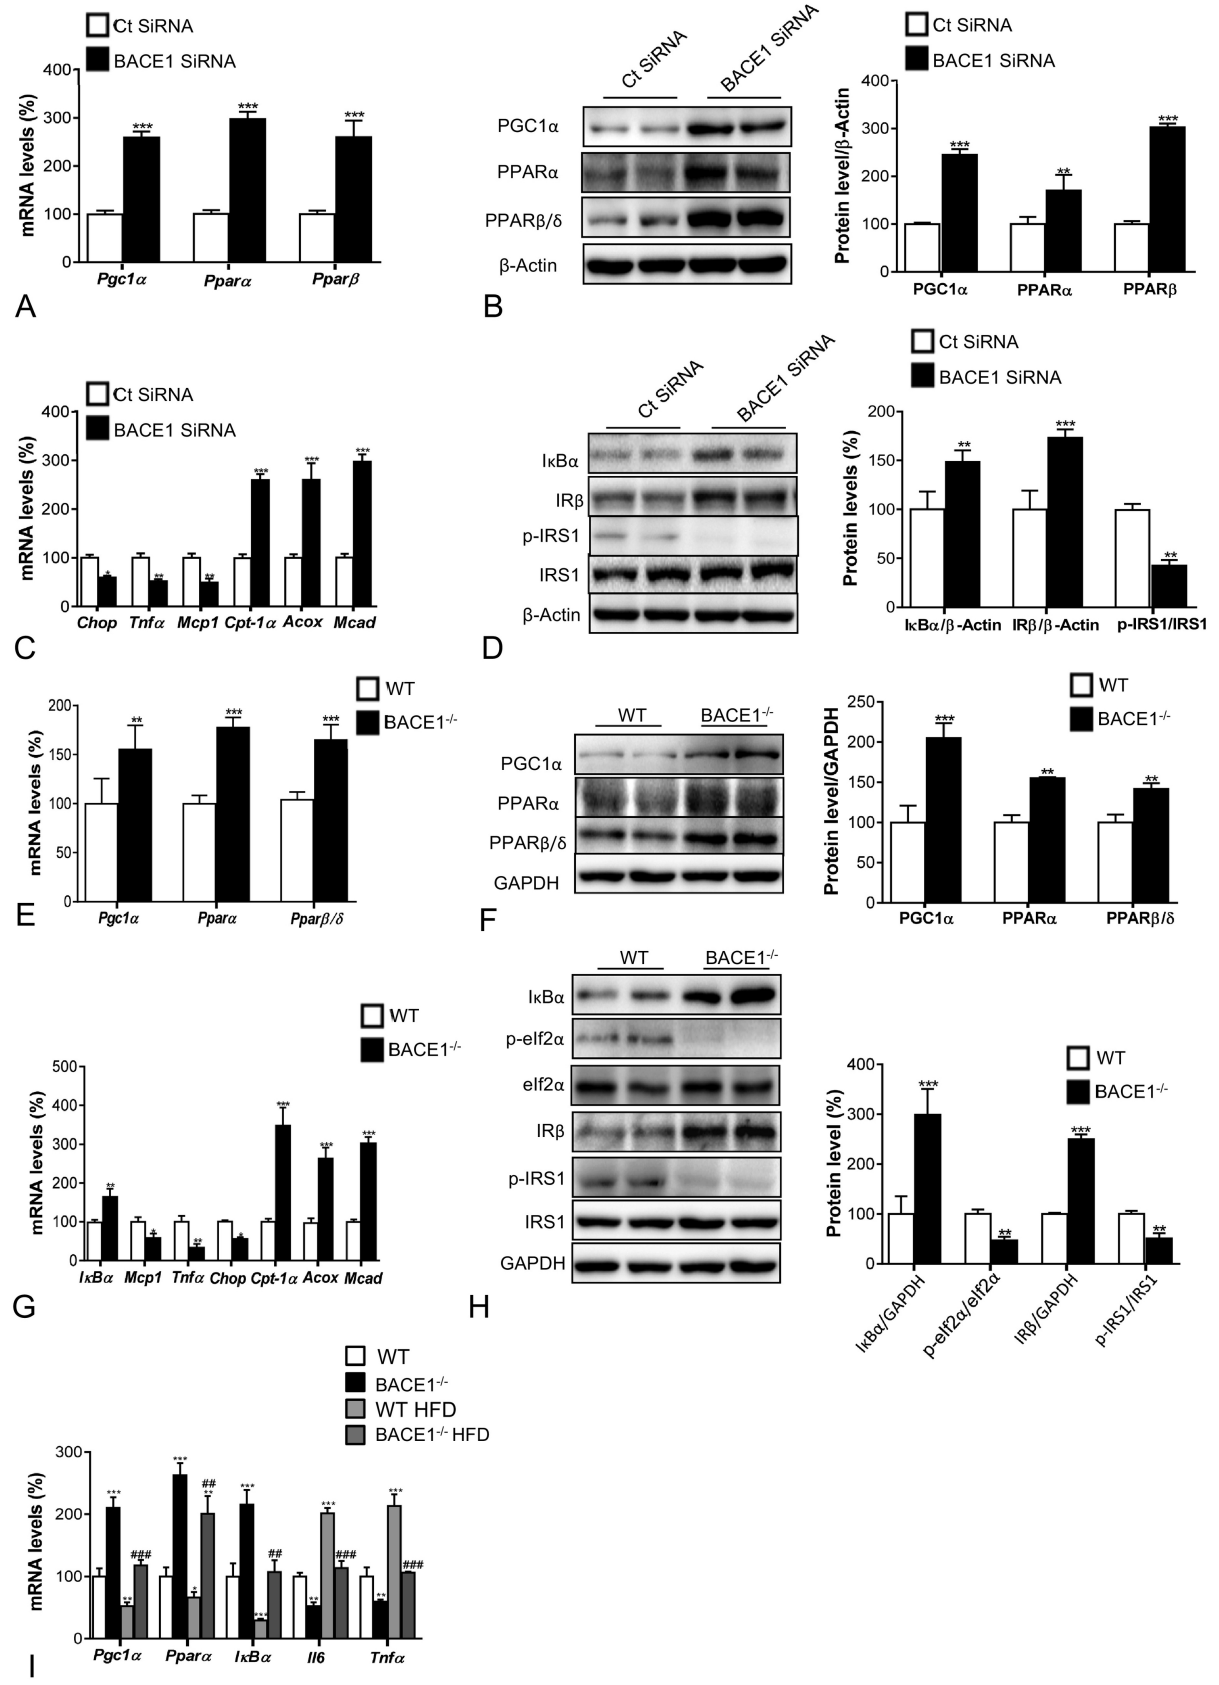 Ct SiRNA
BACE1 SiRNA
mRNA levels (%)
400
300
200
100
0
***
***
***
Pgc1α
Pparα
Pparβ
A
Ct SiRNA
BACE1 SiRNA
PGC1α
PPARα
PPARβ/δ
β-Actin
B
Ct SiRNA
BACE1 SiRNA
Protein level/β-Actin
400
300
200
100
0
***
**
***
PGC1α
PPARα
PPARβ
Ct SiRNA
BACE1 SiRNA
mRNA levels (%)
400
300
200
100
0
*
**
**
***
***
***
Chop
Tnfα
Mcp1
Cpt-1α
Acox
Mcad
C
Ct SiRNA
BACE1 SiRNA
IκBα
IRβ
p-IRS1
IRS1
β-Actin
D
Ct SiRNA
BACE1 SiRNA
Protein levels (%)
200
150
100
50
0
**
***
**
IκBα/β-Actin
IRβ/β-Actin
p-IRS1/IRS1
WT
BACE1-/-
mRNA levels (%)
200
150
100
50
0
**
***
***
Pgc1α
Pparα
Pparβ/δ
E
WT
BACE1-/-
PGC1α
PPARα
PPARβ/δ
GAPDH
F
WT
BACE1-/-
Protein level/GAPDH
250
200
150
100
50
0
***
**
**
PGC1α
PPARα
PPARβ/δ
WT
BACE1-/-
mRNA levels (%)
500
400
300
200
100
0
**
*
**
*
***
***
***
IκBα
Mcp1
Tnfα
Chop
Cpt-1α
Acox
Mcad
G
WT
BACE1-/-
IκBα
p-eIf2α
eIf2α
IRβ
p-IRS1
IRS1
GAPDH
H
WT
BACE1-/-
Protein level (%)
400
300
200
100
0
***
**
***
**
IκBα/GAPDH
p-eIf2α/eIf2α
IRβ/GAPDH
p-IRS1/IRS1
WT
BACE1-/-
WT HFD
BACE1-/- HFD
mRNA levels (%)
300
200
100
0
***
**
###
***
*
##
**
***
***
##
**
***
###
**
***
###
Pgc1α
Pparα
IκBα
Il6
Tnfα
I